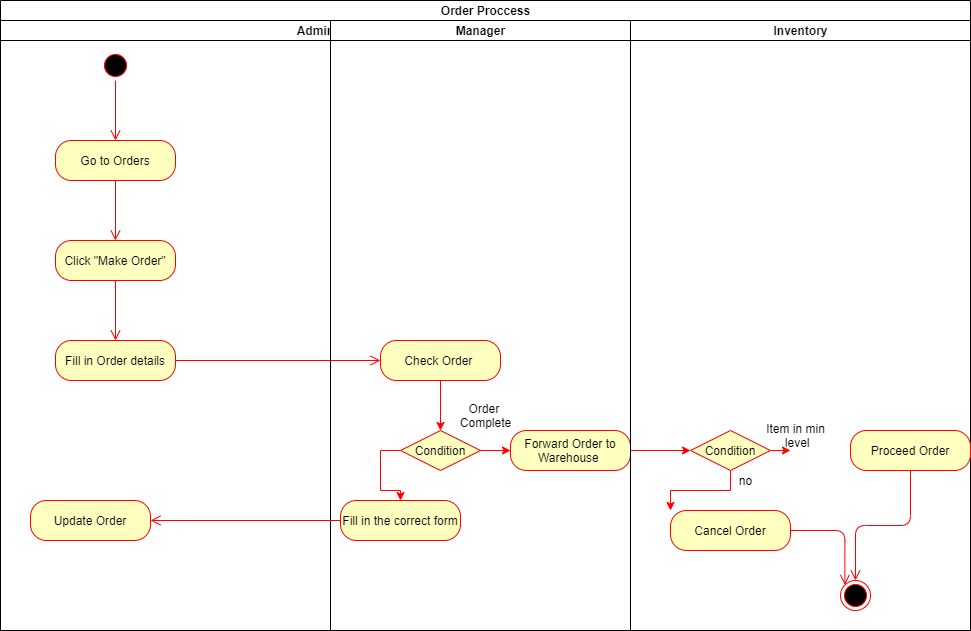 Order Proccess
Admin
Manager
Inventory
Go to Orders
Click "Make Order"
Fill in Order details
Check Order
Order
Complete
Condition
Forward Order to
Warehouse
Condition
Item in min
level
Proceed Order
no
Update Order
Fill in the correct form
Cancel Order